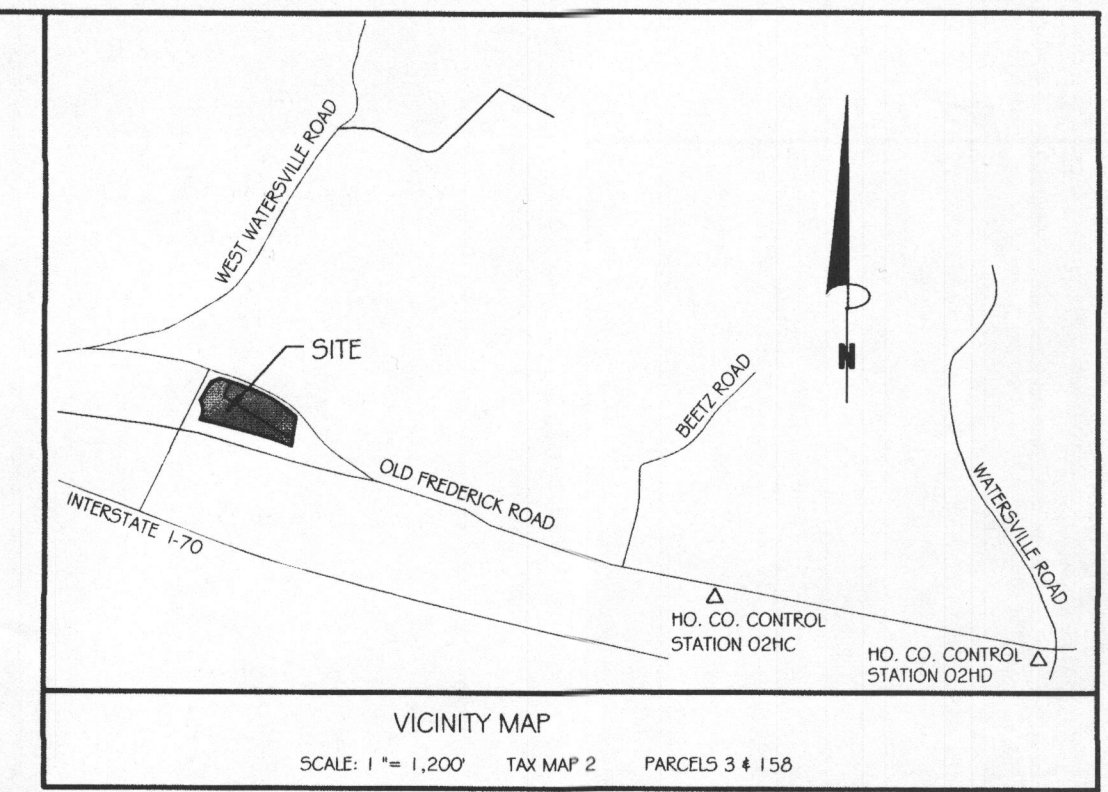 WEST WATERSVILLE ROAD
SITE
N
BEETZ ROAD
OLD FREDERICK ROAD
INTERSTATE I-70
WATERSVILLE ROAD
HO. CO. CONTROL
STATION 02HC
HO. CO. CONTROL
STATION 02HD
VICINITY MAP
SCALE: 1 "= 1,200' TAX MAP 2 PARCELS 3 & 158